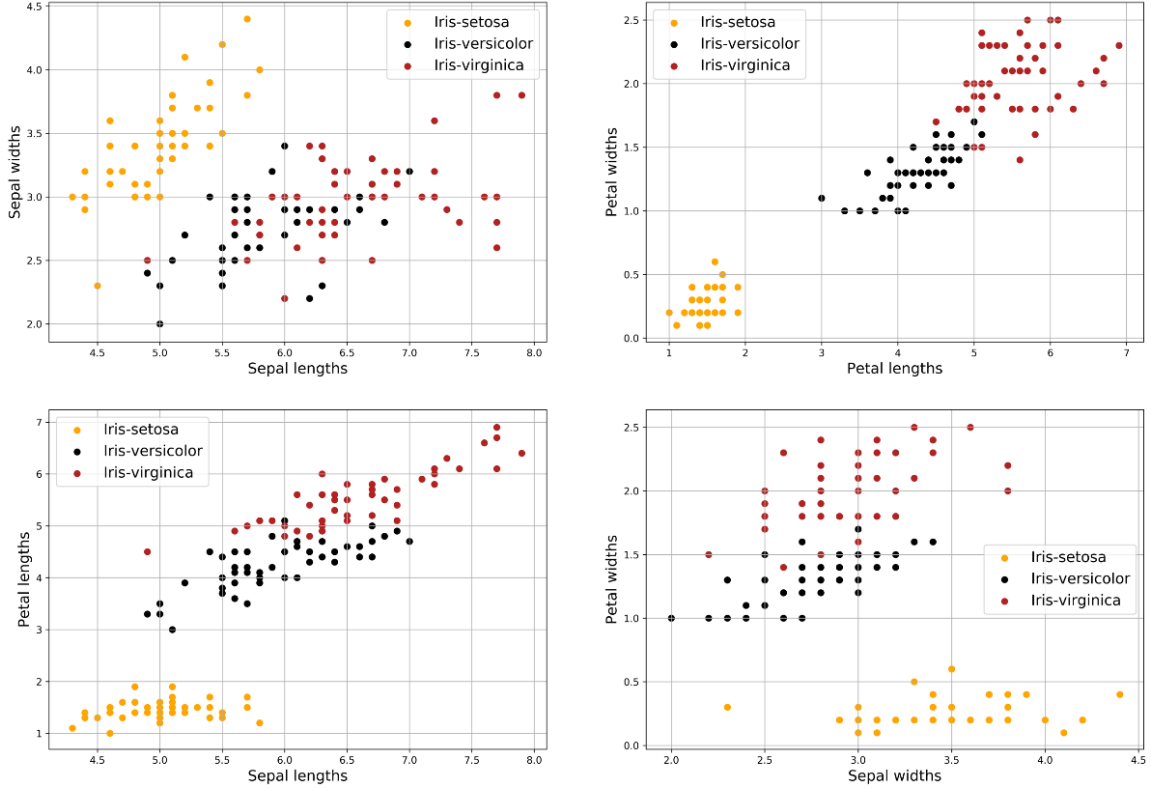 4.5
4.0
3.5
3.0
2.5
2.0
Sepal widths
Iris-setosa
Iris-versicolor
Iris-virginica
4.5 5.0 5.5 6.0 6.5 7.0 7.5 8.0
Sepal lengths
2.5
2.0
1.5
1.0
0.5
0.0
Petal widths
Iris-setosa
Iris-versicolor
Iris-virginica
1 2 3 4 5 6 7
Petal lengths
7
6
5
4
3
2
1
Petal lengths
Iris-setosa
Iris-versicolor
Iris-virginica
4.5 5.0 5.5 6.0 6.5 7.0 7.5 8.0
Sepal lengths
2.5
2.0
1.5
1.0
0.5
0.0
Petal widths
Iris-setosa
Iris-versicolor
Iris-virginica
2.0 2.5 3.0 3.5 4.0 4.5
Sepal widths